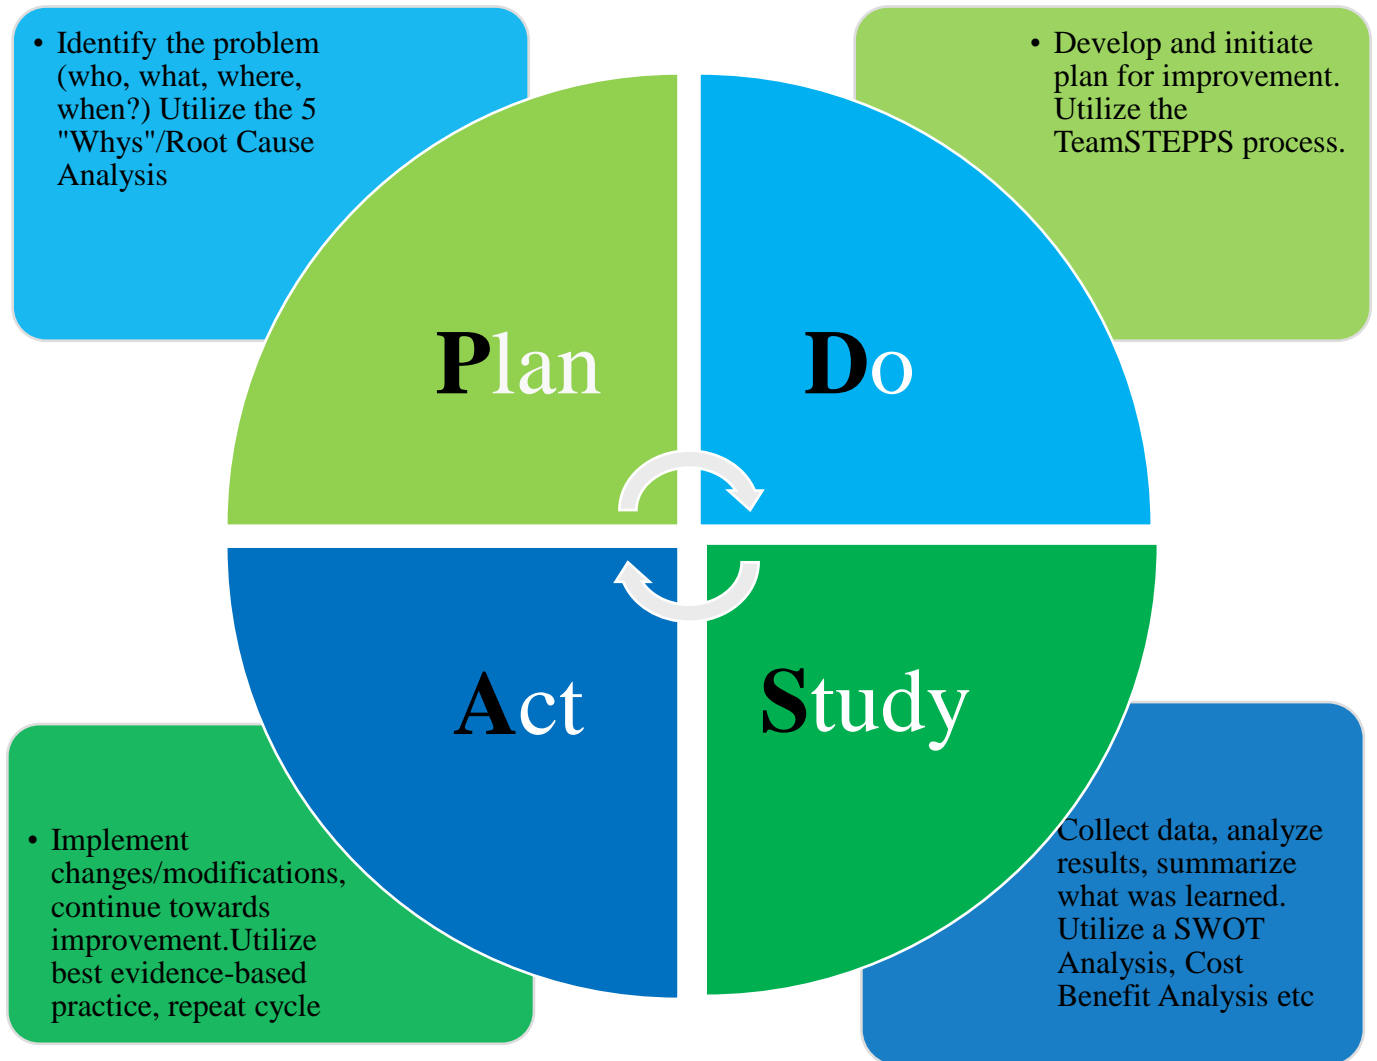 • Identify the problem
(who, what, where,
when?) Utilize the 5
"Whys"/Root Cause
Analysis
• Develop and initiate
plan for improvement.
Utilize the
TeamSTEPPS process.
Plan
Do
Act
Study
• Implement
changes/modifications,
continue towards
improvement.Utilize
best evidence-based
practice, repeat cycle
Collect data, analyze
results, summarize
what was learned.
Utilize a SWOT
Analysis, Cost
Benefit Analysis etc